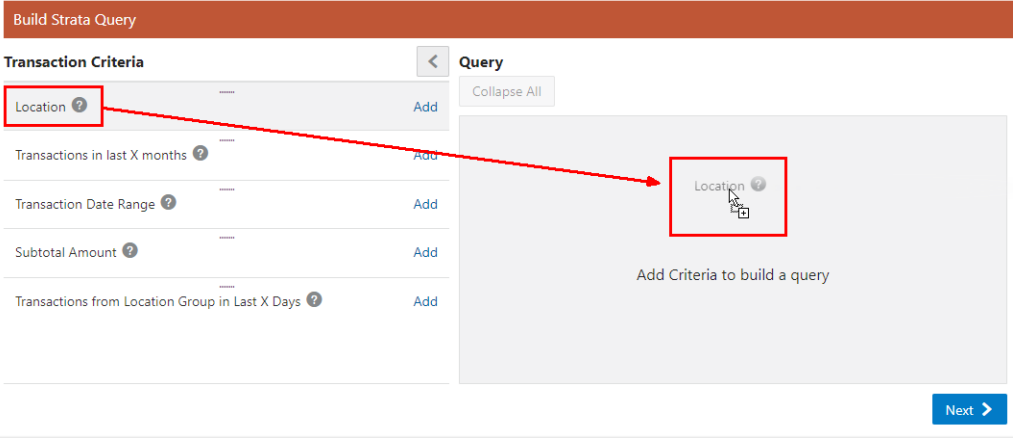 Build Strata Query
Transaction Criteria
Location ?
Add
Transactions in last X months ?
Add
Transaction Date Range ?
Add
Subtotal Amount ?
Add
Transactions from Location Group in Last X Days ?
Add
Query
Collapse All
Location ?
Add Criteria to build a query
Next